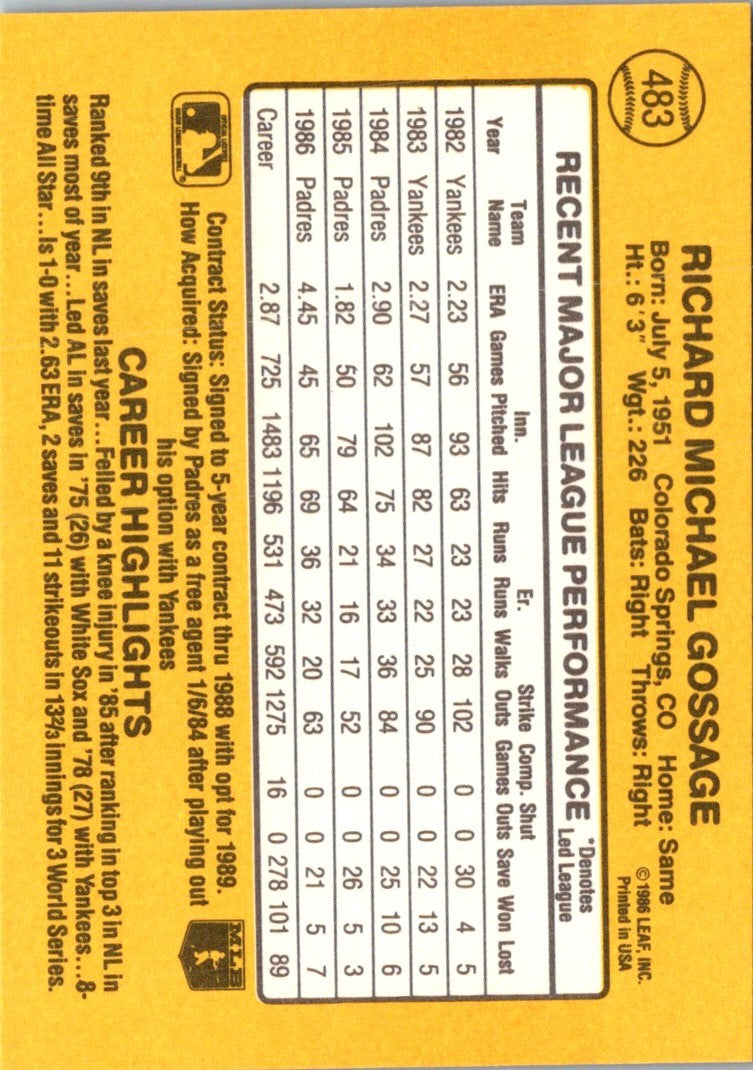 483
RICHARD MICHAEL GOSSAGE
Born: July 5, 1951 Colorado Springs, CO Home: Same
Ht.: 6'3" Wgt.: 226 Bats: Right Throws: Right
©1986 LEAF, INC.
Printed in USA
RECENT MAJOR LEAGUE PERFORMANCE
*Denotes
Led League
Team Inn. Er. Strike Comp. Shut
Year Name ERA Games Pitched Hits Runs Runs Walks Outs Games Outs Save Won Lost
1982 Yankees 2.23 56 93 63 23 23 28 102 0 0 30 4 5
1983 Yankees 2.27 57 87 82 27 22 25 90 0 0 22 13 5
1984 Padres 2.90 62 102 75 34 33 36 84 0 0 25 10 6
1985 Padres 1.82 50 79 64 21 16 17 52 0 0 26 5 3
1986 Padres 4.45 45 65 69 36 32 20 63 0 0 21 5 7
Career 2.87 725 1483 1196 531 473 592 1275 16 0 278 101 89
Contract Status: Signed to 5-year contract thru 1988 with opt for 1989.
How Acquired: Signed by Padres as a free agent 1/6/84 after playing out
his option with Yankees
MLB
CAREER HIGHLIGHTS
Ranked 9th in NL in saves last year...Felled by a knee injury in '85 after ranking in top 3 in NL in
saves most of year...Led AL in saves in '75 (26) with White Sox and '78 (27) with Yankees...8-
time All Star...Is 1-0 with 2.63 ERA, 2 saves and 11 strikeouts in 13⅔ innings for 3 World Series.